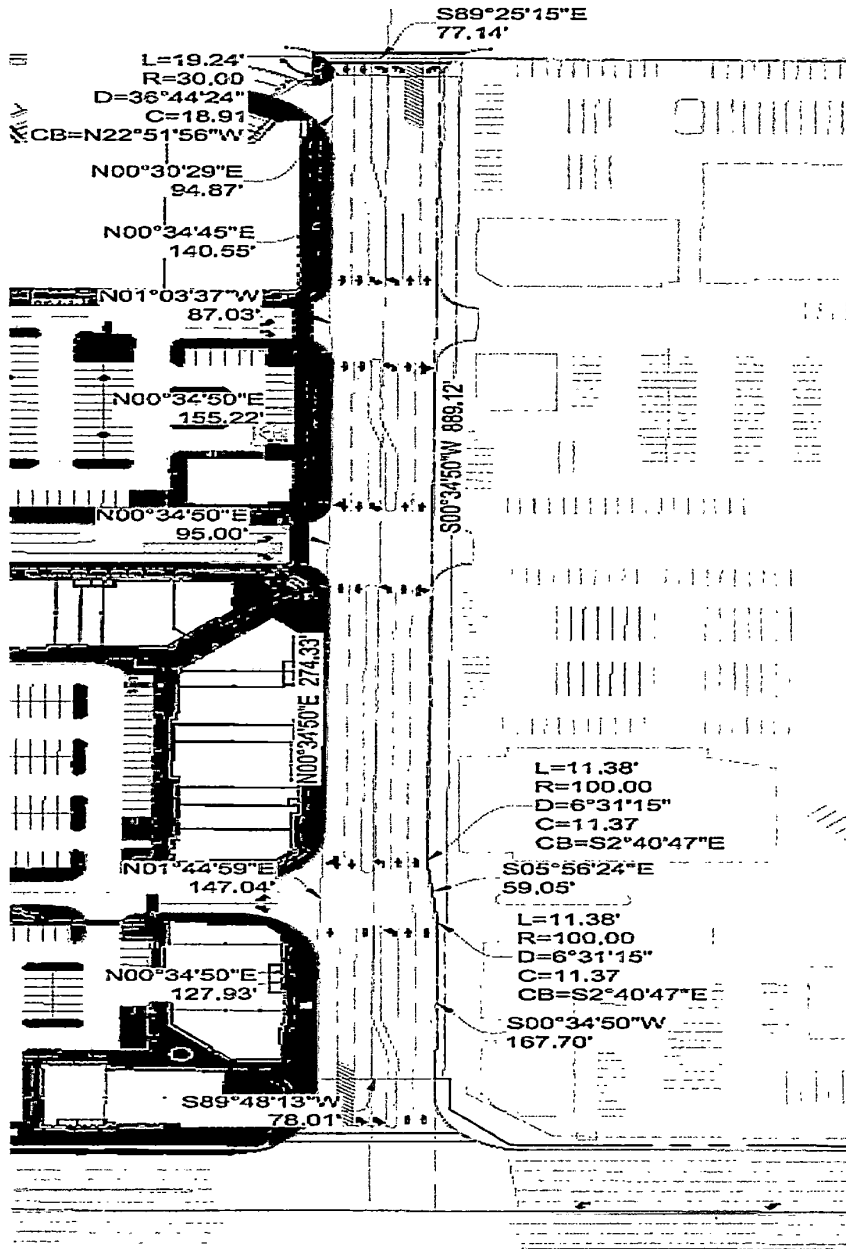 S89°25'15"E
77.14'
L=19.24'
R=30.00
D=36°44'24"
C=18.91
CB=N22°51'56"W
N00°30'29"E
94.87'
N00°34'45"E
140.55'
N01°03'37"W
87.03'
N00°34'50"E
155.22'
S00°34'50"W 889.12'
N00°34'50"E
95.00'
N00°34'50"E 274.33'
L=11.38'
R=100.00
D=6°31'15"
C=11.37
CB=S2°40'47"E
N01°44'59"E
147.04'
S05°56'24"E
59.05'
L=11.38'
R=100.00
D=6°31'15"
C=11.37
CB=S2°40'47"E
N00°34'50"E
127.93'
S00°34'50"W
167.70'
S89°48'13"W
78.01'